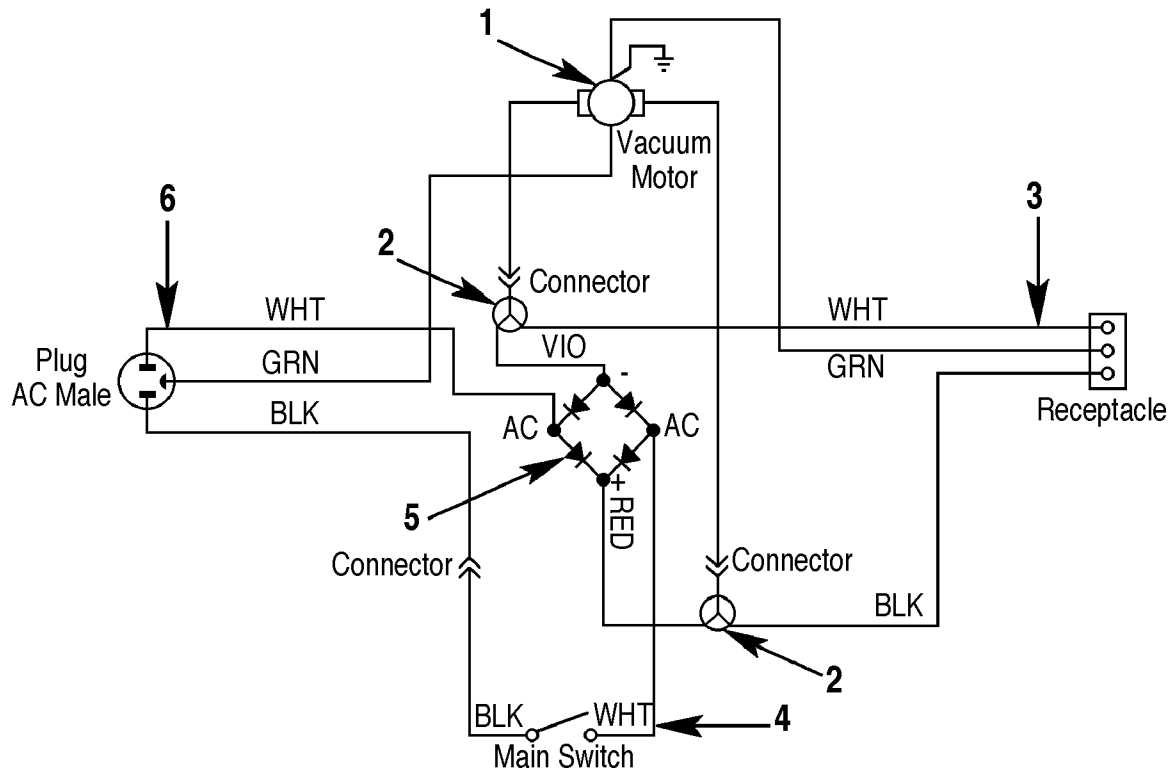 1
Vacuum
Motor
6
3
2
Connector
WHT
WHT
VIO
Plug
AC Male
GRN
GRN
-
Receptacle
BLK
AC
AC
+
RED
5
Connector
Connector
BLK
2
BLK
WHT
4
Main Switch